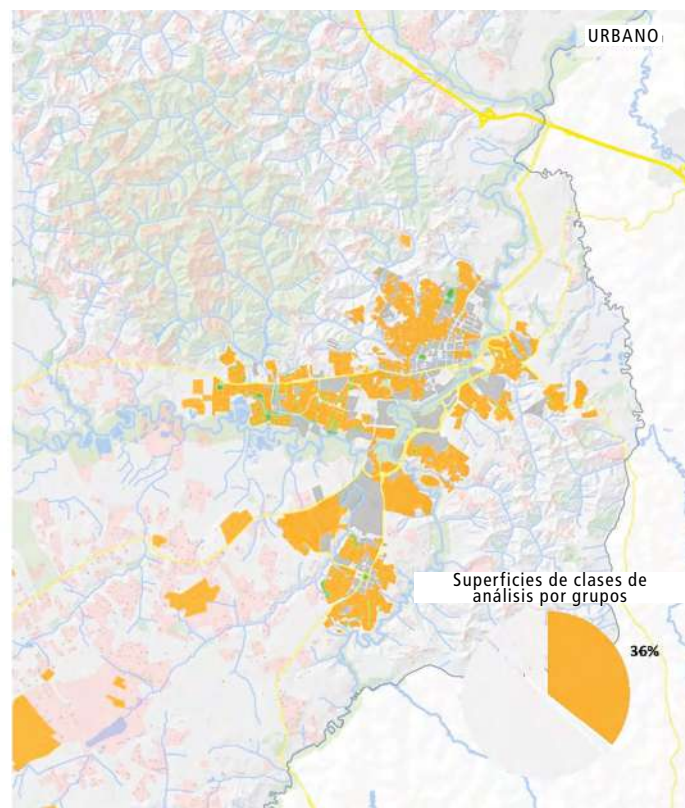 URBANO
Superficies de clases de
análisis por grupos
36%